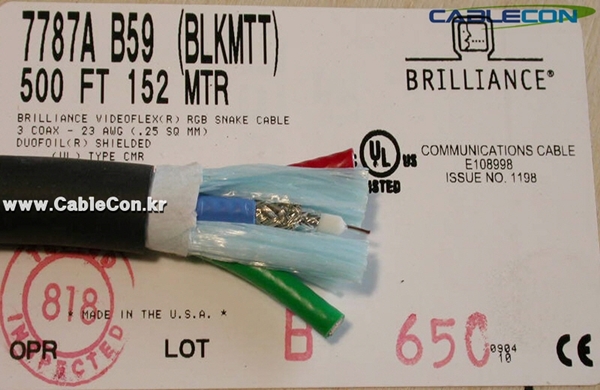 CABLECON
7787A B59 (BLKMTT)
500 FT 152 MTR
BRILLIANCE®
BRILLIANCE VIDEOFLEX(R) RGB SNAKE CABLE
3 COAX - 23 AWG (.25 SQ MM)
DUOFOIL(R) SHIELDED
(UL) TYPE CMR
UL US
COMMUNICATIONS CABLE
E108998
ISSUE NO. 1198
www.CableCon.kr
818
* MADE IN THE U.S.A. *
OPR
LOT
B
650
0904
10
CE